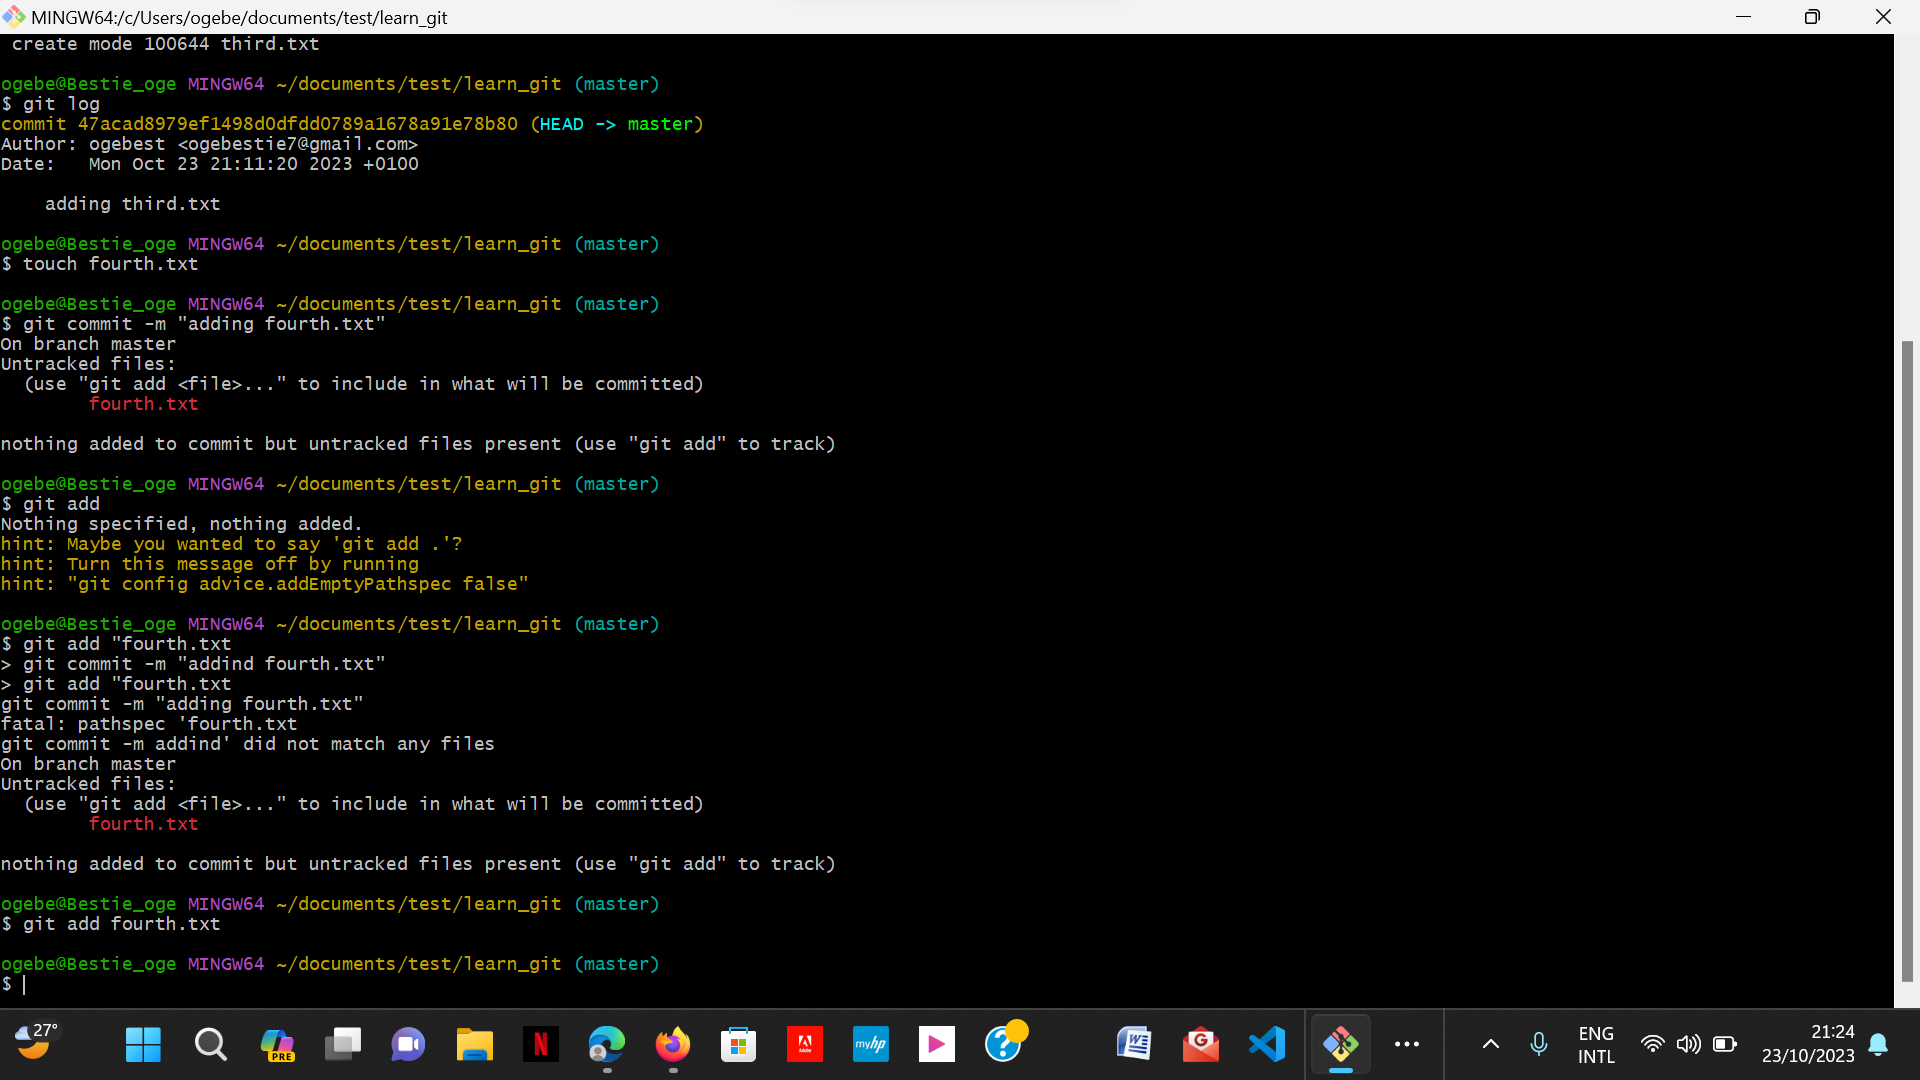 MINGW64:/c/Users/ogebe/documents/test/learn_git
create mode 100644 third.txt
ogebe@Bestie_oge MINGW64 ~/documents/test/learn_git (master)
$ git log
commit 47acad8979ef1498d0dfdd0789a1678a91e78b80 (HEAD -> master)
Author: ogebest <ogebestie7@gmail.com>
Date:   Mon Oct 23 21:11:20 2023 +0100
    adding third.txt
ogebe@Bestie_oge MINGW64 ~/documents/test/learn_git (master)
$ touch fourth.txt
ogebe@Bestie_oge MINGW64 ~/documents/test/learn_git (master)
$ git commit -m "adding fourth.txt"
On branch master
Untracked files:
  (use "git add <file>..." to include in what will be committed)
        fourth.txt
nothing added to commit but untracked files present (use "git add" to track)
ogebe@Bestie_oge MINGW64 ~/documents/test/learn_git (master)
$ git add
Nothing specified, nothing added.
hint: Maybe you wanted to say 'git add .'?
hint: Turn this message off by running
hint: "git config advice.addEmptyPathspec false"
ogebe@Bestie_oge MINGW64 ~/documents/test/learn_git (master)
$ git add "fourth.txt
> git commit -m "addind fourth.txt"
> git add "fourth.txt
git commit -m "adding fourth.txt"
fatal: pathspec 'fourth.txt
git commit -m addind' did not match any files
On branch master
Untracked files:
  (use "git add <file>..." to include in what will be committed)
        fourth.txt
nothing added to commit but untracked files present (use "git add" to track)
ogebe@Bestie_oge MINGW64 ~/documents/test/learn_git (master)
$ git add fourth.txt
ogebe@Bestie_oge MINGW64 ~/documents/test/learn_git (master)
$
27°
PRE
N
Adobe
myhp
?
W
G
ENG
INTL
21:24
23/10/2023